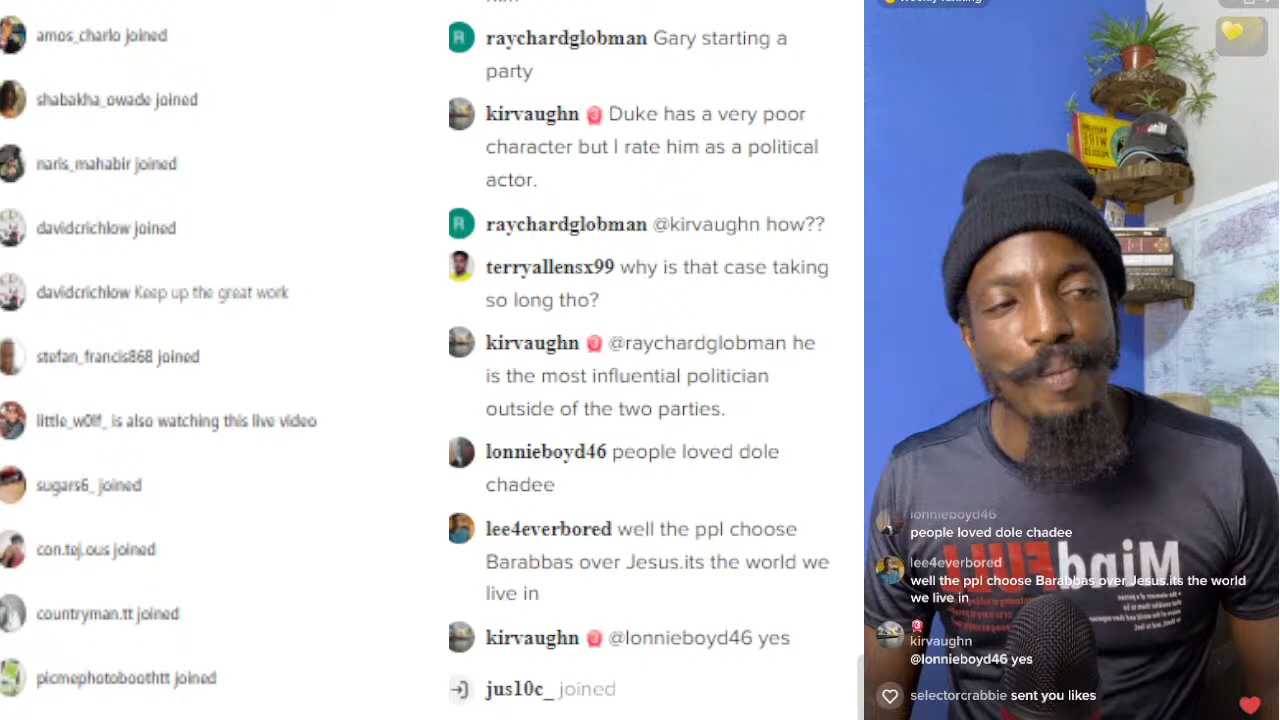 amos_charlo joined
shabakha_owade joined
naris_mahabir joined
davidcrichlow joined
davidcrichlow Keep up the great work
stefan_francis868 joined
little_w0lf_ is also watching this live video
sugars6_ joined
con.tej.ous joined
countryman.tt joined
picmephotoboothtt joined
raychardglobman Gary starting a
party
kirvaughn Duke has a very poor
character but I rate him as a political
actor.
raychardglobman @kirvaughn how??
terryallensx99 why is that case taking
so long tho?
kirvaughn @raychardglobman he
is the most influential politician
outside of the two parties.
lonnieboyd46 people loved dole
chadee
lee4everbored well the ppl choose
Barabbas over Jesus.its the world we
live in
kirvaughn @lonnieboyd46 yes
jus10c_ joined
WIRE
lonnieboyd46
people loved dole chadee
Mind FULL
lee4everbored
well the ppl choose Barabbas over Jesus.its the world
we live in
kirvaughn
@lonnieboyd46 yes
selectorcrabbie sent you likes